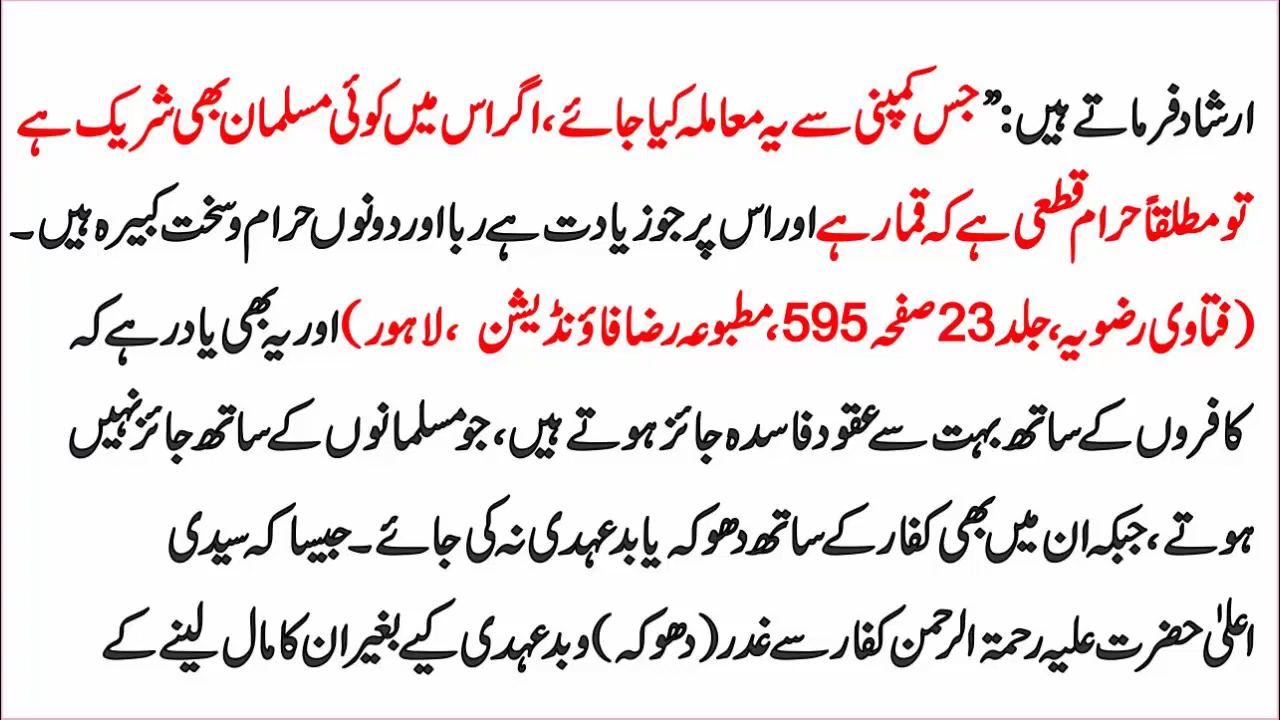 ارشاد فرماتے ہیں:”جس کمپنی سے یہ معاملہ کیا جائے، اگر اس میں کوئی مسلمان بھی شریک ہے
تو مطلقاً حرام قطعی ہے کہ قمار ہے اور اس پر جو زیادت ہے ربا اور دونوں حرام و سخت کبیرہ ہیں۔
(فتاوی رضویہ، جلد 23 صفحہ 595، مطبوعہ رضا فاؤنڈیشن ،لاہور) اور یہ بھی یاد رہے کہ
کافروں کے ساتھ بہت سے عقود فاسدہ جائز ہوتے ہیں، جو مسلمانوں کے ساتھ جائز نہیں
ہوتے ،جبکہ ان میں بھی کفار کے ساتھ دھوکہ یا بدعہدی نہ کی جائے۔ جیسا کہ سیدی
اعلیٰ حضرت علیہ رحمۃ الرحمن کفار سے غدر (دھوکہ) و بدعہدی کیے بغیر ان کا مال لینے کے